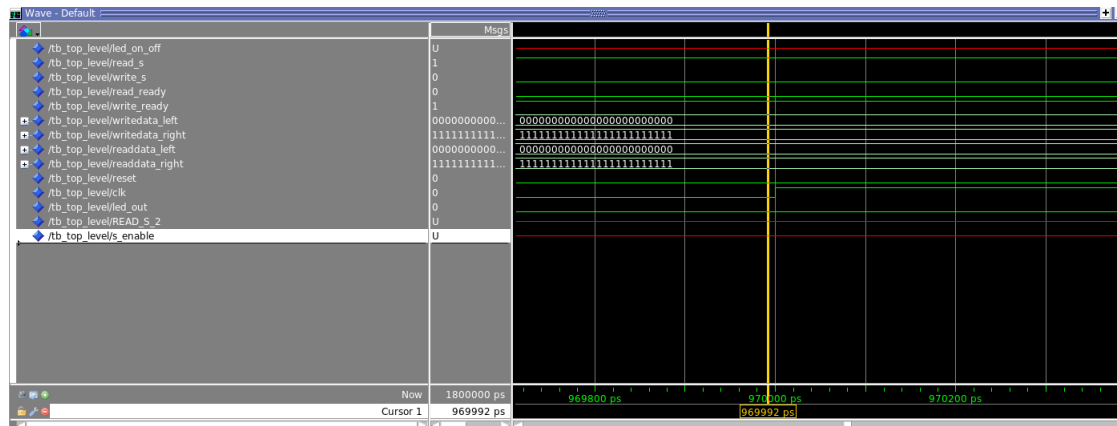 Wave - Default
Msgs
/tb_top_level/led_on_off U
/tb_top_level/read_s 1
/tb_top_level/write_s 0
/tb_top_level/read_ready 0
/tb_top_level/write_ready 1
/tb_top_level/writedata_left 0000000000... 000000000000000000000000
/tb_top_level/writedata_right 1111111111... 111111111111111111111111
/tb_top_level/readdata_left 0000000000... 000000000000000000000000
/tb_top_level/readdata_right 1111111111... 111111111111111111111111
/tb_top_level/reset 0
/tb_top_level/clk 0
/tb_top_level/led_out 0
/tb_top_level/READ_S_2 U
/tb_top_level/s_enable U
Now 1800000 ps 969800 ps 970000 ps 970200 ps
Cursor 1 969992 ps 969992 ps